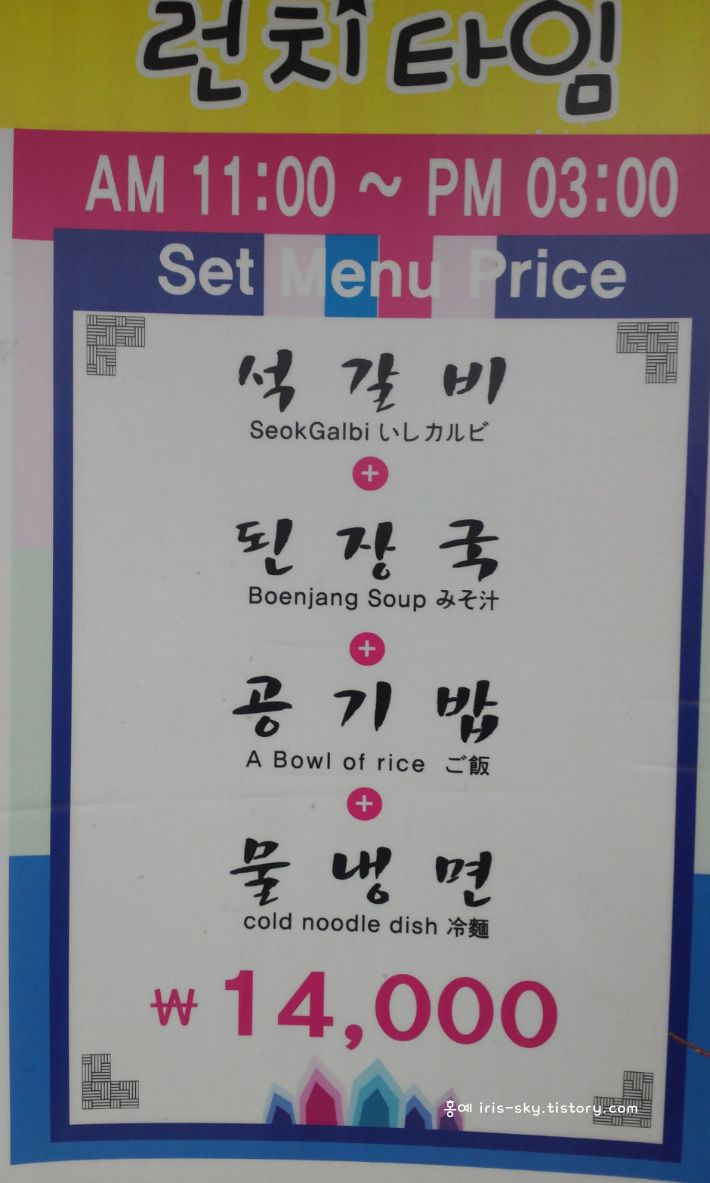 런치타임
AM 11:00 ~ PM 03:00
Set Menu Price
석 갈 비
SeokGalbi いしカルビ
+
된 장 국
Boenjang Soup みそ汁
+
공 기 밥
A Bowl of rice ご飯
+
물 냉 면
cold noodle dish 冷麵
₩ 14,000
홍예 iris-sky.tistory.com